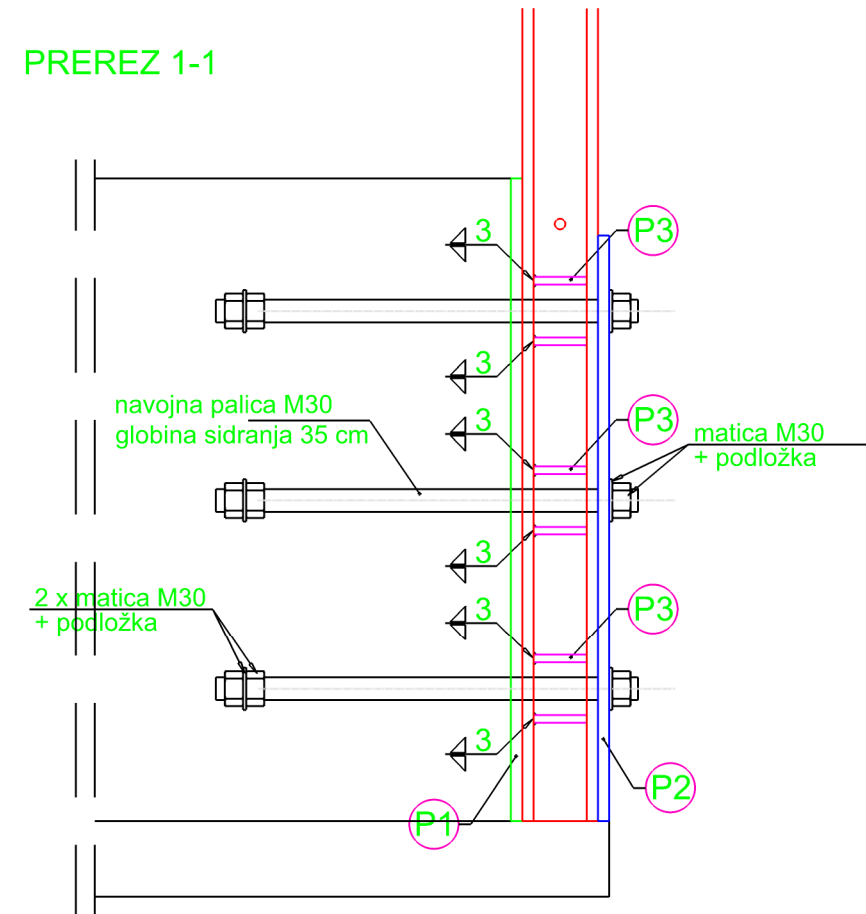 PREREZ 1-1
3
P3
3
navojna palica M30
globina sidranja 35 cm
3
P3
matica M30
+ podložka
3
2 x matica M30
+ podložka
3
P3
3
P2
P1